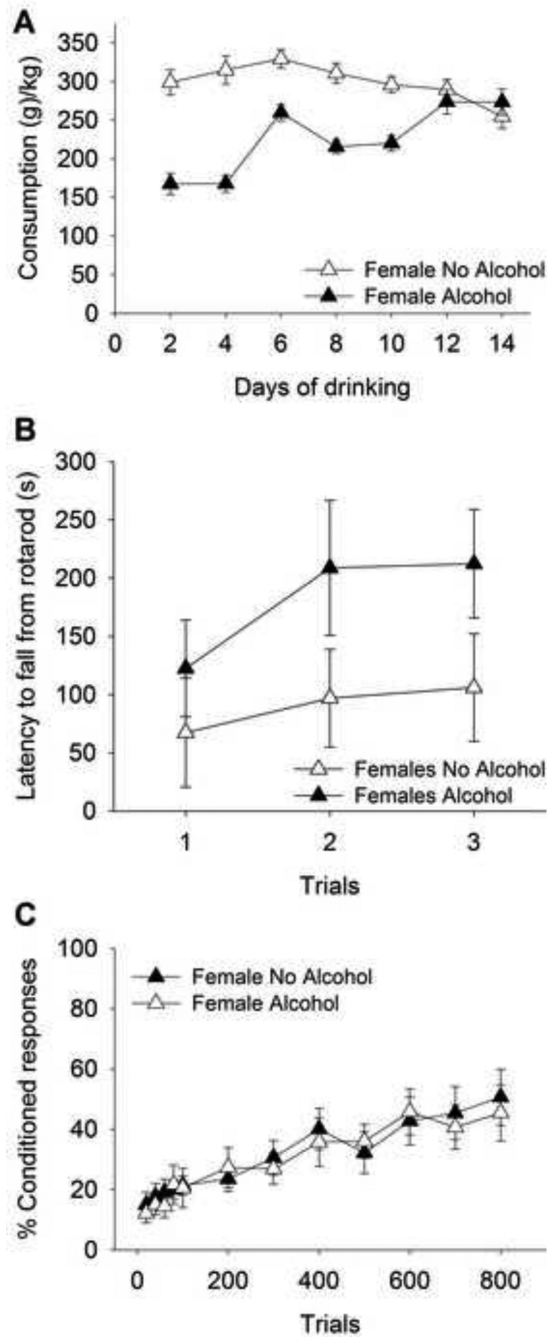 A
Consumption (g)/kg)
350
300
250
200
150
100
50
0
Female No Alcohol
Female Alcohol
0 2 4 6 8 10 12 14
Days of drinking
B
Latency to fall from rotarod (s)
300
250
200
150
100
50
0
Females No Alcohol
Females Alcohol
1 2 3
Trials
C
% Conditioned responses
100
80
60
40
20
0
Female No Alcohol
Female Alcohol
0 200 400 600 800
Trials